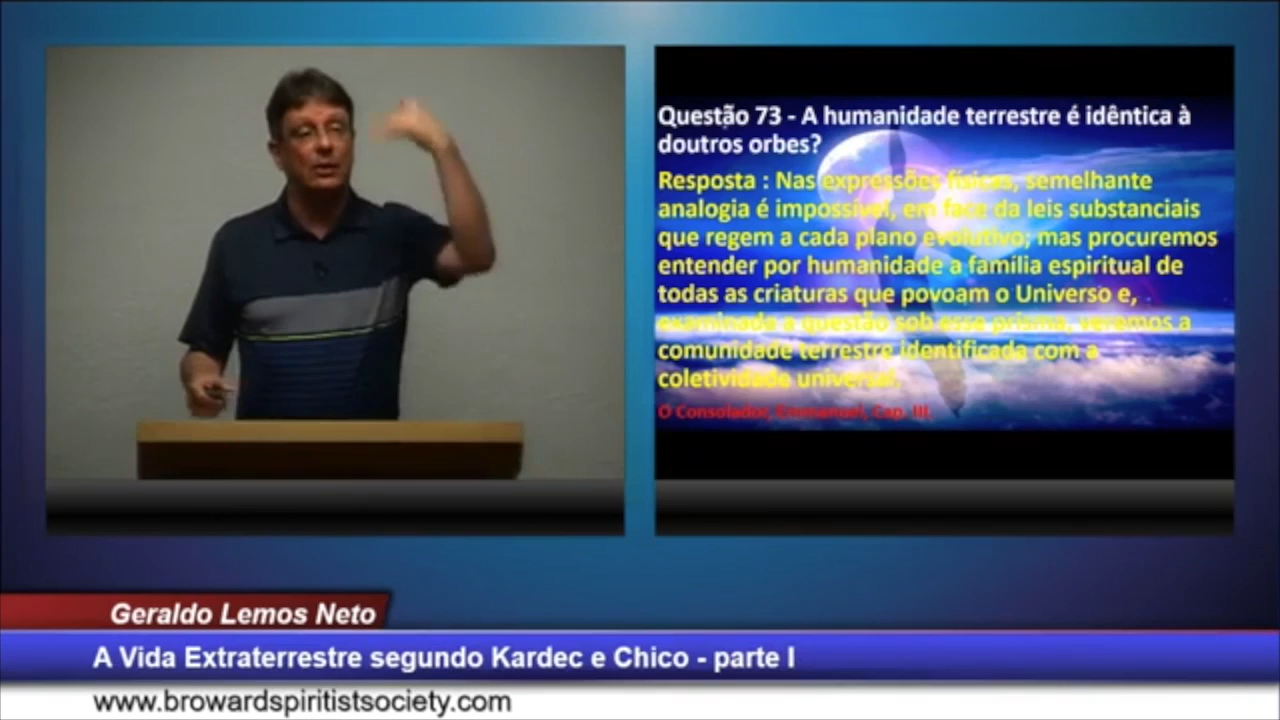 Questão 73 - A humanidade terrestre é idêntica à
doutros orbes?
Resposta : Nas expressões físicas, semelhante
analogia é impossível, em face da leis substanciais
que regem a cada plano evolutivo; mas procuremos
entender por humanidade a família espiritual de
todas as criaturas que povoam o Universo e,
examinada a questão sob esse prisma, veremos a
comunidade terrestre identificada com a
coletividade universal.
O Consolador, Emmanuel, Cap. III.
Geraldo Lemos Neto
A Vida Extraterrestre segundo Kardec e Chico - parte I
www.browardspiritistsociety.com